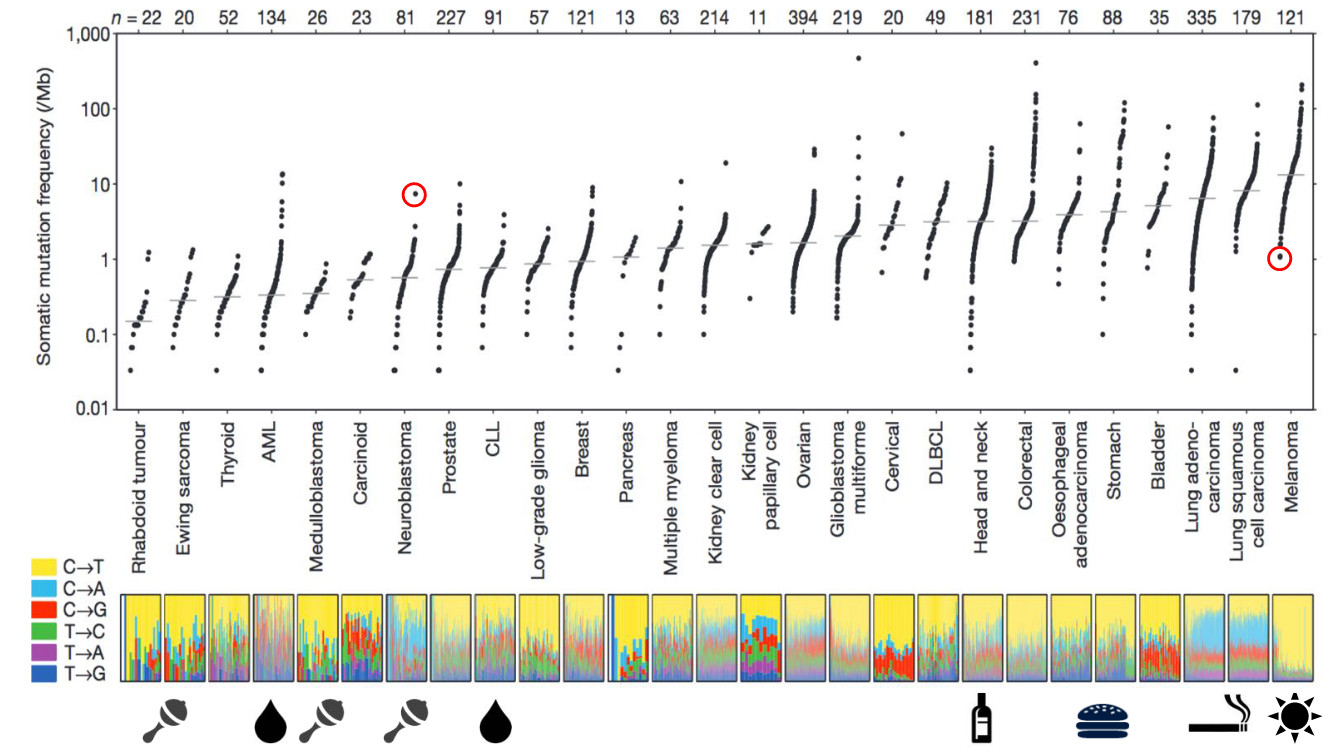 n = 22 20 52 134 26 23 81 227 91 57 121 13 63 214 11 394 219 20 49 181 231 76 88 35 335 179 121
Somatic mutation frequency (/Mb)
1,000
100
10
1
0.1
0.01
Rhabdoid tumour
Ewing sarcoma
Thyroid
AML
Medulloblastoma
Carcinoid
Neuroblastoma
Prostate
CLL
Low-grade glioma
Breast
Pancreas
Multiple myeloma
Kidney clear cell
Kidney
papillary cell
Ovarian
Glioblastoma
multiforme
Cervical
DLBCL
Head and neck
Colorectal
Oesophageal
adenocarcinoma
Stomach
Bladder
Lung adeno-
carcinoma
Lung squamous
cell carcinoma
Melanoma
C→T
C→A
C→G
T→C
T→A
T→G